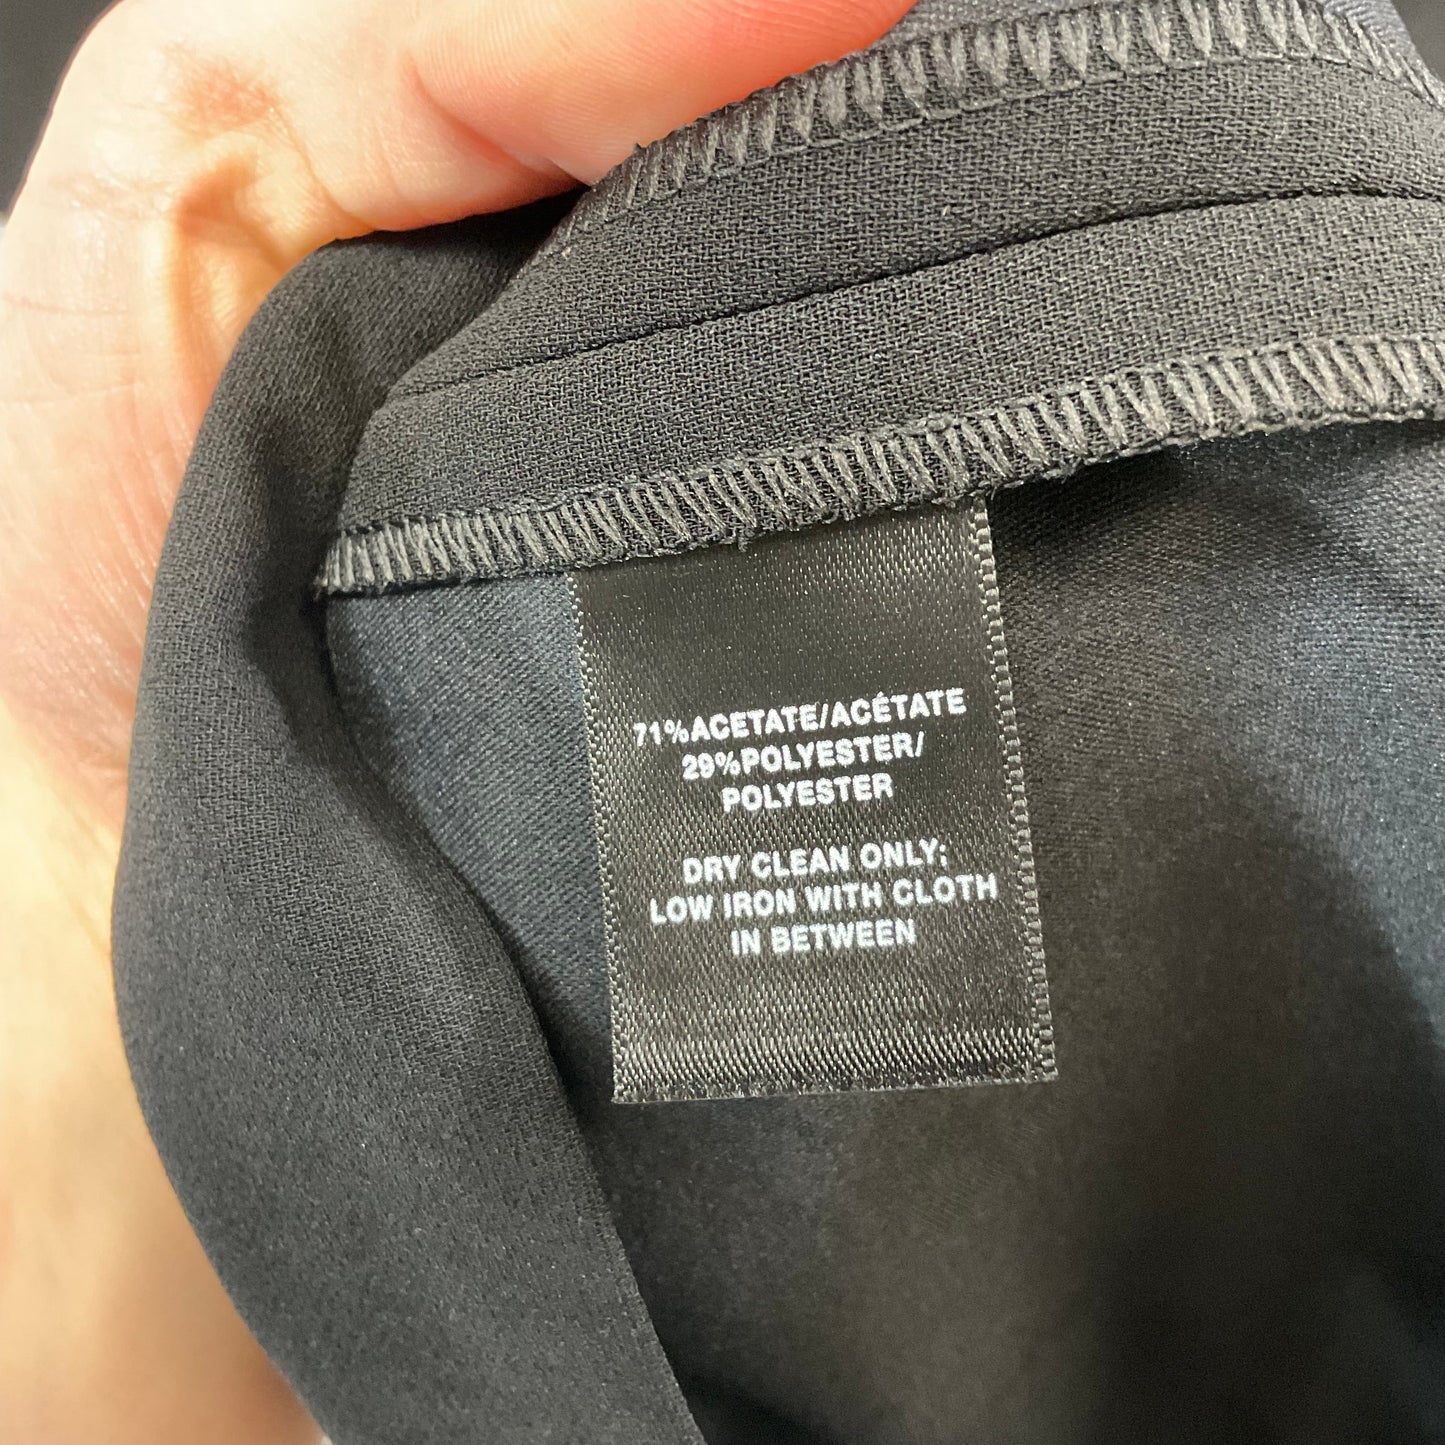 71%ACETATE/ACÉTATE
29%POLYESTER/
POLYESTER
DRY CLEAN ONLY:
LOW IRON WITH CLOTH
IN BETWEEN